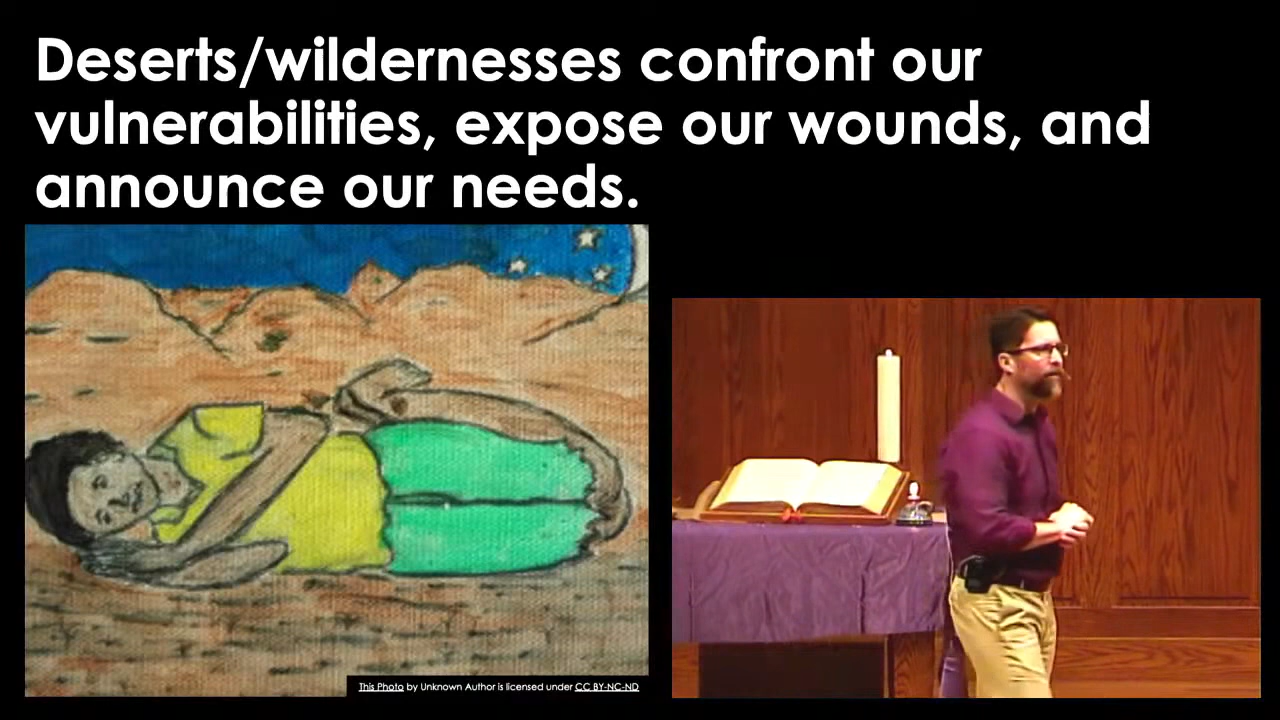 Deserts/wildernesses confront our
vulnerabilities, expose our wounds, and
announce our needs.
This Photo by Unknown Author is licensed under CC BY-NC-ND